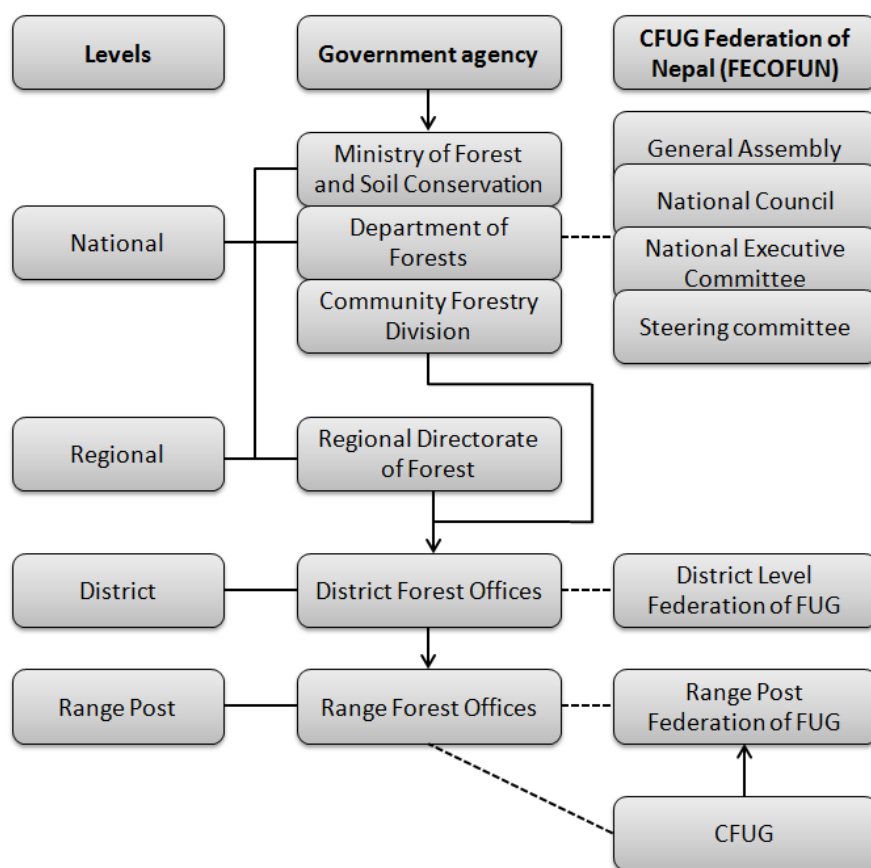 Levels
Government agency
CFUG Federation of
Nepal (FECOFUN)
Ministry of Forest
and Soil Conservation
General Assembly
National Council
National
Department of
Forests
National Executive
Committee
Community Forestry
Division
Steering committee
Regional
Regional Directorate
of Forest
District
District Forest Offices
District Level
Federation of FUG
Range Post
Range Forest Offices
Range Post
Federation of FUG
CFUG